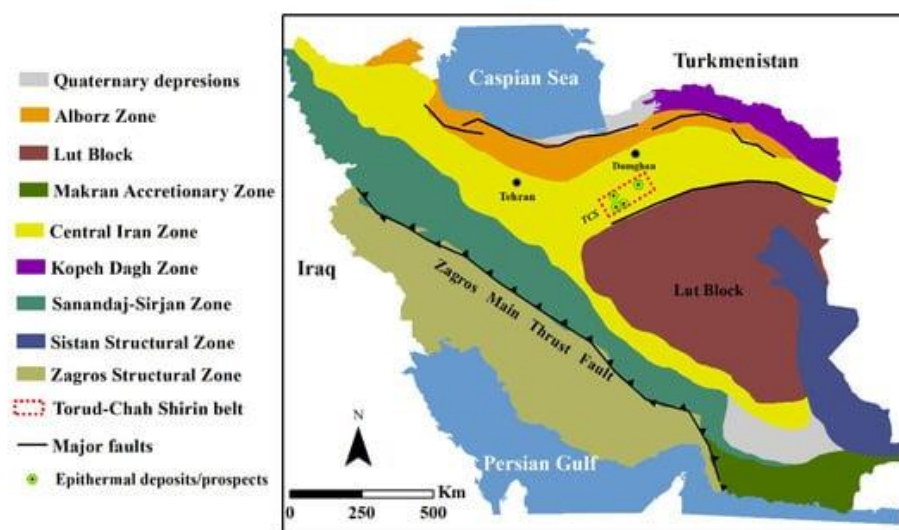 Quaternary depresions
Alborz Zone
Lut Block
Makran Accretionary Zone
Central Iran Zone
Kopeh Dagh Zone
Sanandaj-Sirjan Zone
Sistan Structural Zone
Zagros Structural Zone
Torud-Chah Shirin belt
Major faults
Epithermal deposits/prospects
Caspian Sea
Turkmenistan
Damghan
Tehran
TCS
Iraq
Zagros Main Thrust Fault
Lut Block
Persian Gulf
N
Km
0 250 500